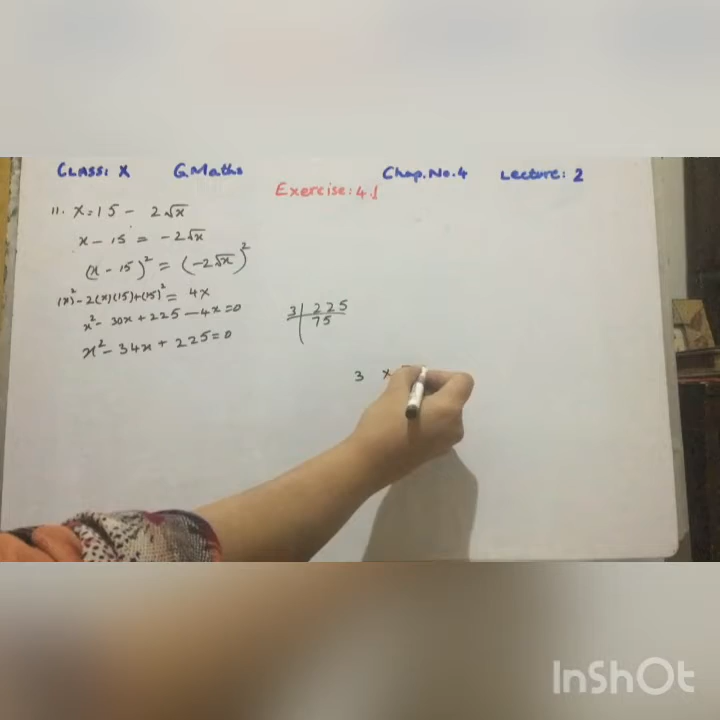 CLASS: X G.Maths Chap.No.4 Lecture: 2
Exercise: 4.1
11. x = 15 - 2√x
x - 15 = -2√x
(x - 15)² = (-2√x)²
(x)² - 2(x)(15) + (15)² = 4x
x² - 30x + 225 - 4x = 0
x² - 34x + 225 = 0
3 | 225
75
3 x
InShOt